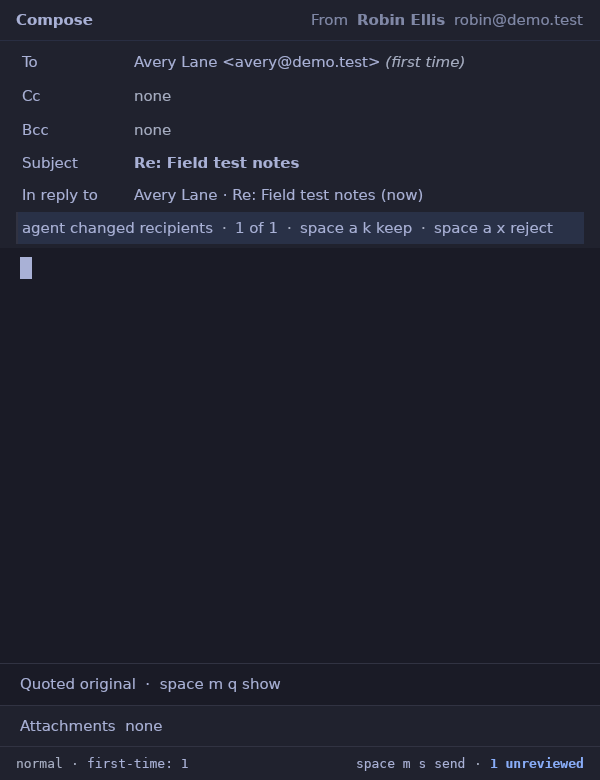 Compose From Robin Ellis robin@demo.test
To Avery Lane <avery@demo.test> (first time)
Cc none
Bcc none
Subject Re: Field test notes
In reply to Avery Lane · Re: Field test notes (now)
agent changed recipients · 1 of 1 · space a k keep · space a x reject
Quoted original · space m q show
Attachments none
normal · first-time: 1 space m s send · 1 unreviewed